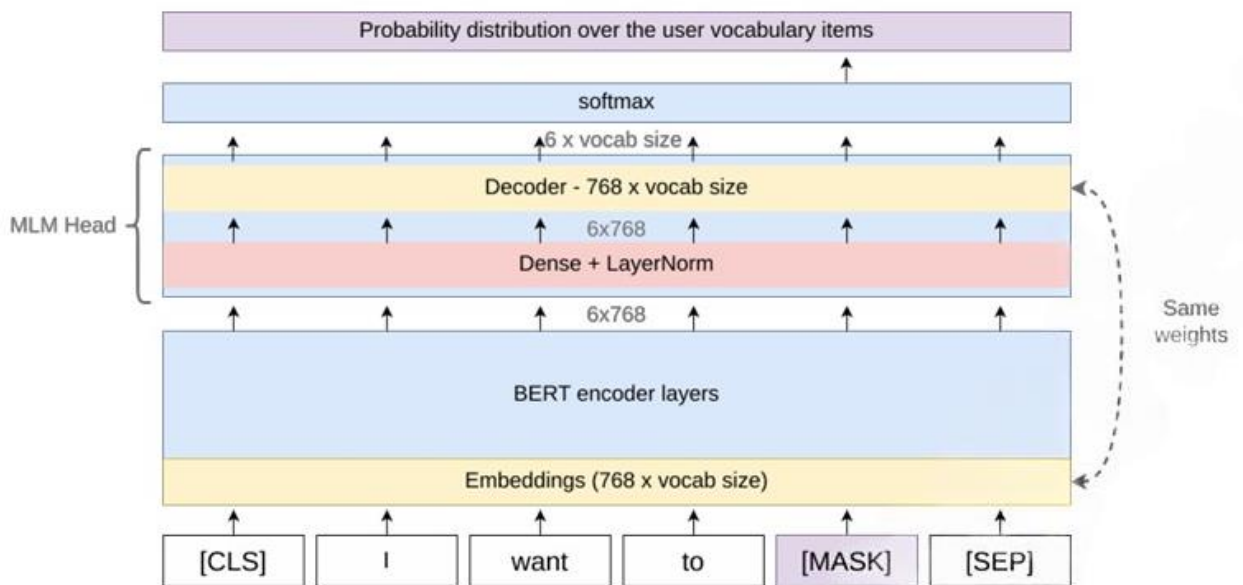 Probability distribution over the user vocabulary items
softmax
6 x vocab size
Decoder - 768 x vocab size
MLM Head
6x768
Dense + LayerNorm
6x768
Same
weights
BERT encoder layers
Embeddings (768 x vocab size)
[CLS] I want to [MASK] [SEP]